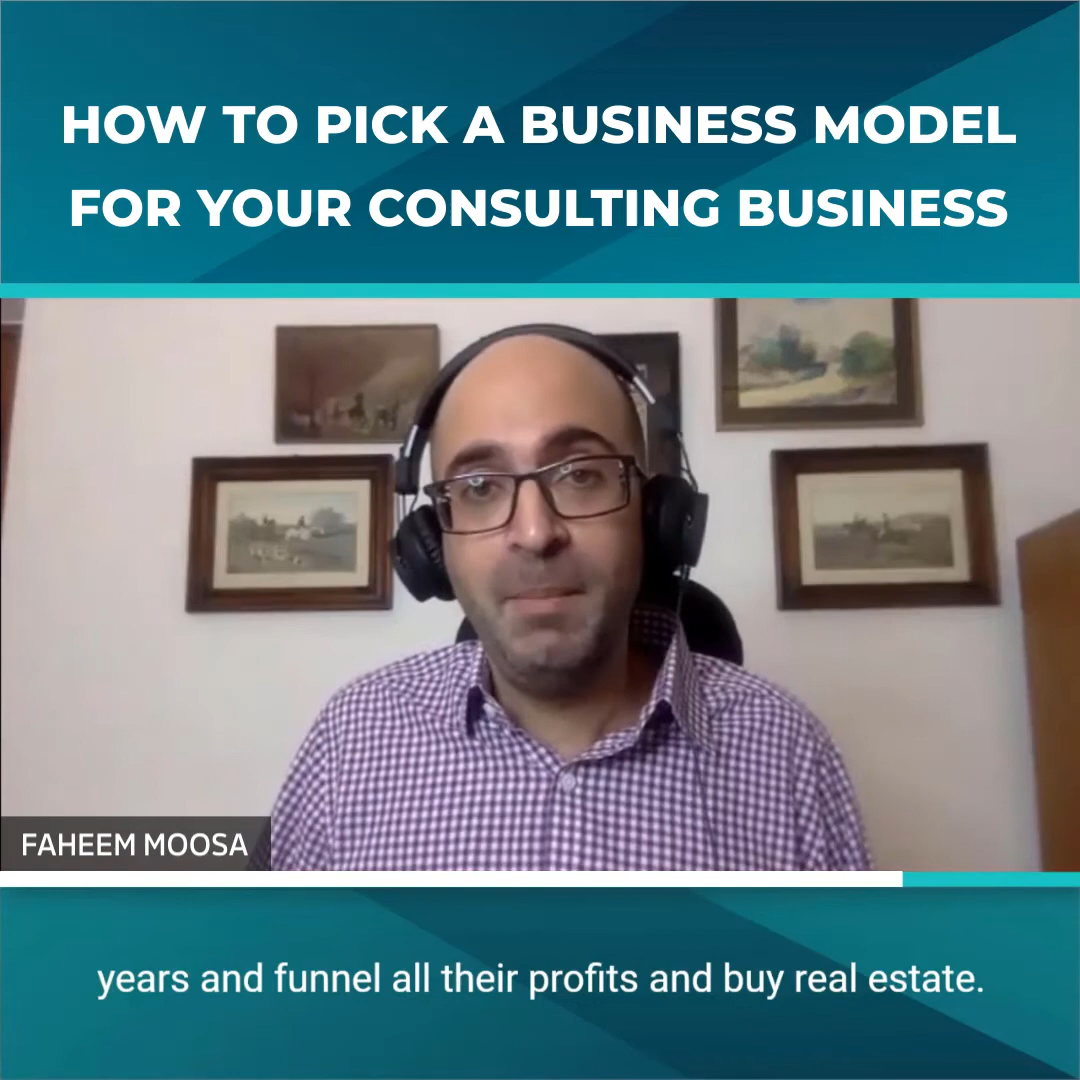 HOW TO PICK A BUSINESS MODEL
FOR YOUR CONSULTING BUSINESS
FAHEEM MOOSA
years and funnel all their profits and buy real estate.